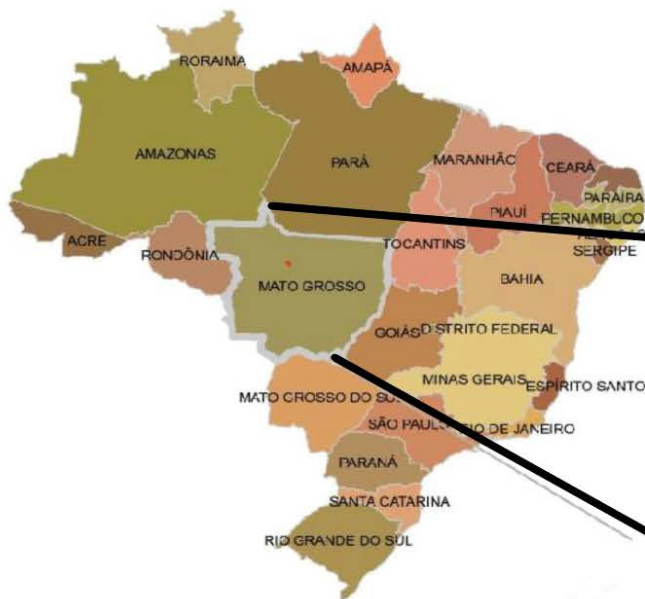 RORAIMA
AMAPÁ
AMAZONAS
PARÁ
MARANHÃO
CEARÁ
PARAÍBA
PIAUÍ
PERNAMBUCO
ACRE
RONDÔNIA
TOCANTINS
SERGIPE
MATO GROSSO
BAHIA
GOIÁS
DISTRITO FEDERAL
MINAS GERAIS
ESPÍRITO SANTO
MATO GROSSO DO SUL
SÃO PAULO
RIO DE JANEIRO
PARANÁ
SANTA CATARINA
RIO GRANDE DO SUL